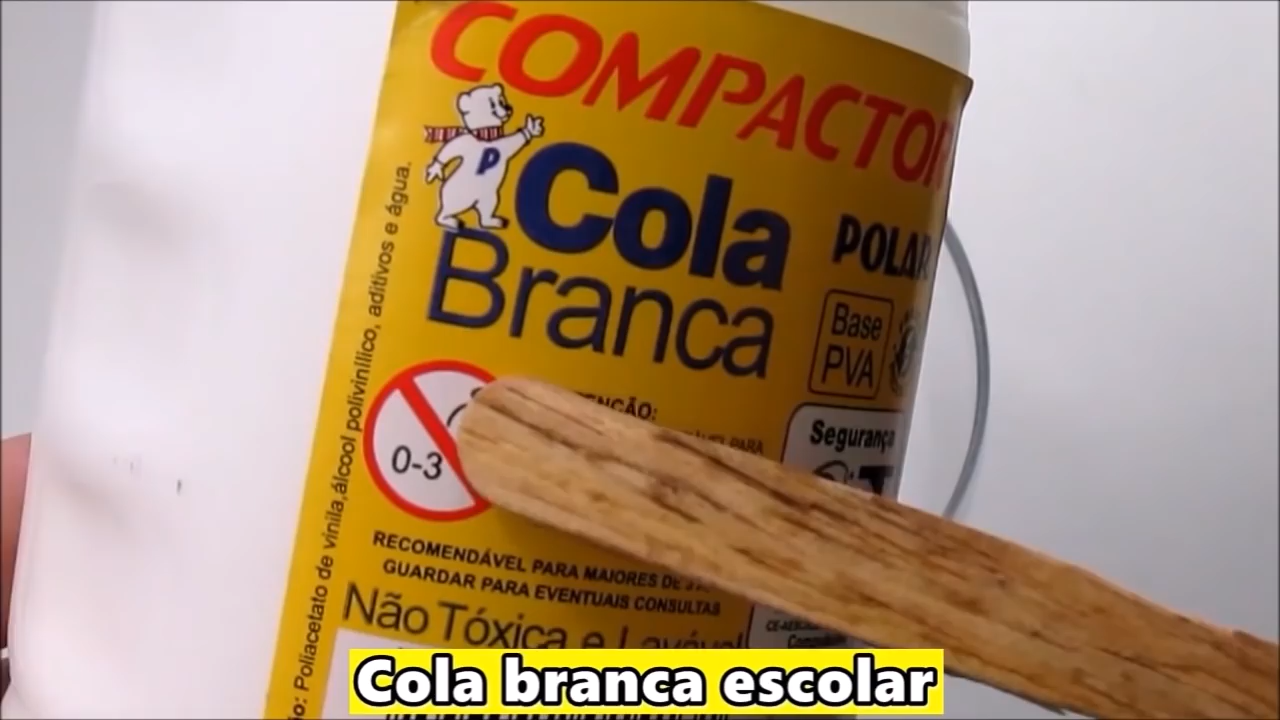 COMPACTOR
P
Cola
Branca
POLAR
Base
PVA
Segurança
0-3
RECOMENDÁVEL PARA MAIORES DE
GUARDAR PARA EVENTUAIS CONSULTAS
Não Tóxica e Lavável
Poliacetato de vinila,álcool polivinílico, aditivos e água.
Cola branca escolar